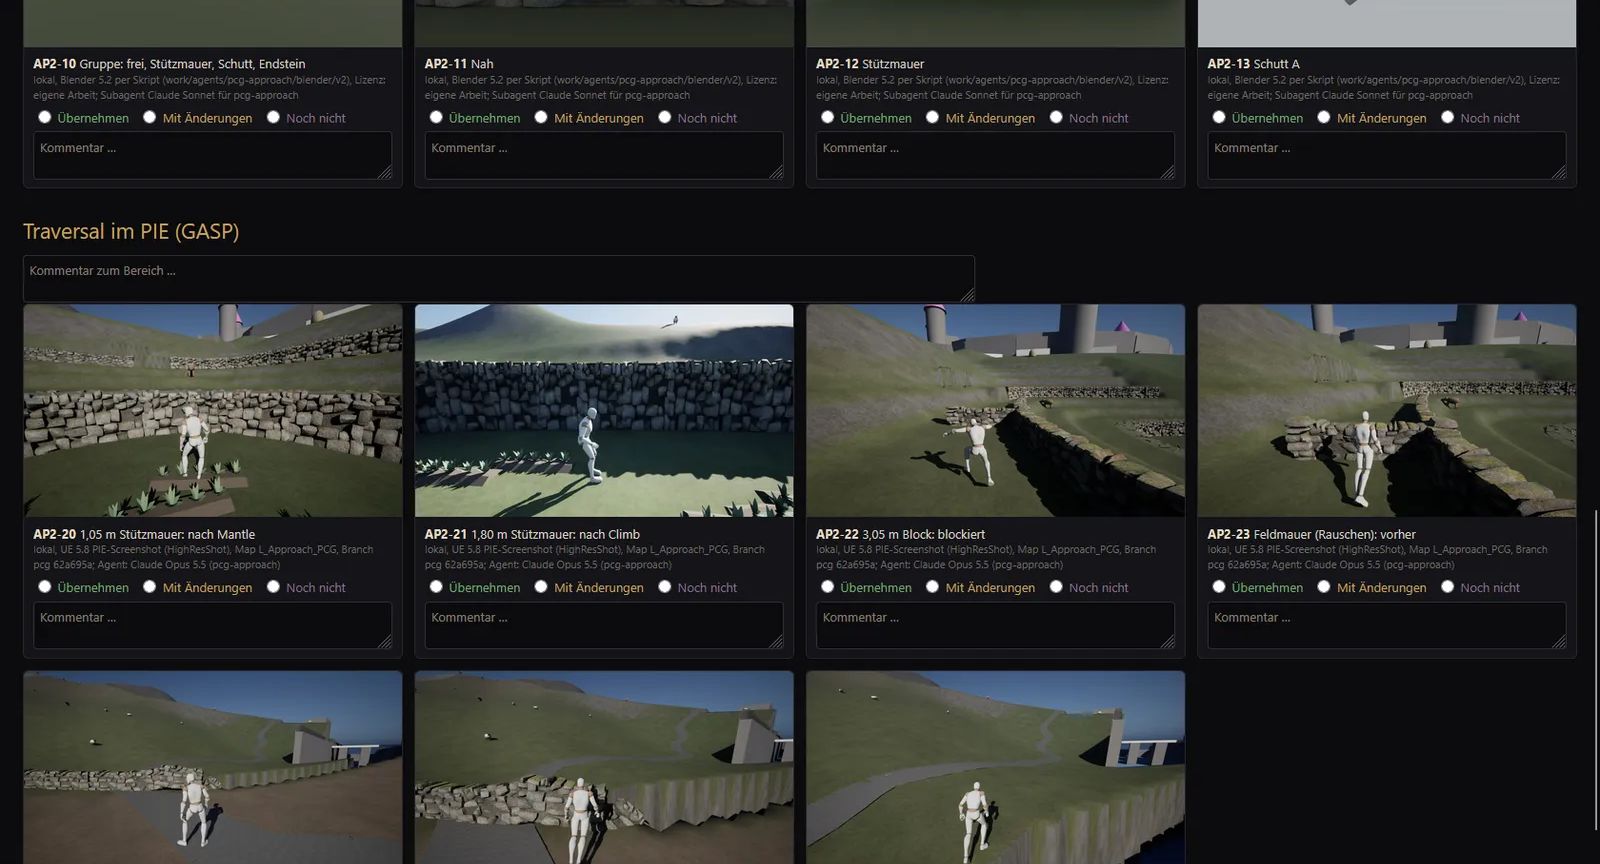 AP2-10 Gruppe: frei, Stützmauer, Schutt, Endstein
lokal, Blender 5.2 per Skript (work/agents/pcg-approach/blender/v2), Lizenz:
eigene Arbeit; Subagent Claude Sonnet für pcg-approach
Übernehmen Mit Änderungen Noch nicht
Kommentar ...
AP2-11 Nah
lokal, Blender 5.2 per Skript (work/agents/pcg-approach/blender/v2), Lizenz:
eigene Arbeit; Subagent Claude Sonnet für pcg-approach
Übernehmen Mit Änderungen Noch nicht
Kommentar ...
AP2-12 Stützmauer
lokal, Blender 5.2 per Skript (work/agents/pcg-approach/blender/v2), Lizenz:
eigene Arbeit; Subagent Claude Sonnet für pcg-approach
Übernehmen Mit Änderungen Noch nicht
Kommentar ...
AP2-13 Schutt A
lokal, Blender 5.2 per Skript (work/agents/pcg-approach/blender/v2), Lizenz:
eigene Arbeit; Subagent Claude Sonnet für pcg-approach
Übernehmen Mit Änderungen Noch nicht
Kommentar ...
Traversal im PIE (GASP)
Kommentar zum Bereich ...
AP2-20 1,05 m Stützmauer: nach Mantle
lokal, UE 5.8 PIE-Screenshot (HighResShot), Map L_Approach_PCG, Branch
pcg 62a695a; Agent: Claude Opus 5.5 (pcg-approach)
Übernehmen Mit Änderungen Noch nicht
Kommentar ...
AP2-21 1,80 m Stützmauer: nach Climb
lokal, UE 5.8 PIE-Screenshot (HighResShot), Map L_Approach_PCG, Branch
pcg 62a695a; Agent: Claude Opus 5.5 (pcg-approach)
Übernehmen Mit Änderungen Noch nicht
Kommentar ...
AP2-22 3,05 m Block: blockiert
lokal, UE 5.8 PIE-Screenshot (HighResShot), Map L_Approach_PCG, Branch
pcg 62a695a; Agent: Claude Opus 5.5 (pcg-approach)
Übernehmen Mit Änderungen Noch nicht
Kommentar ...
AP2-23 Feldmauer (Rauschen): vorher
lokal, UE 5.8 PIE-Screenshot (HighResShot), Map L_Approach_PCG, Branch
pcg 62a695a; Agent: Claude Opus 5.5 (pcg-approach)
Übernehmen Mit Änderungen Noch nicht
Kommentar ...